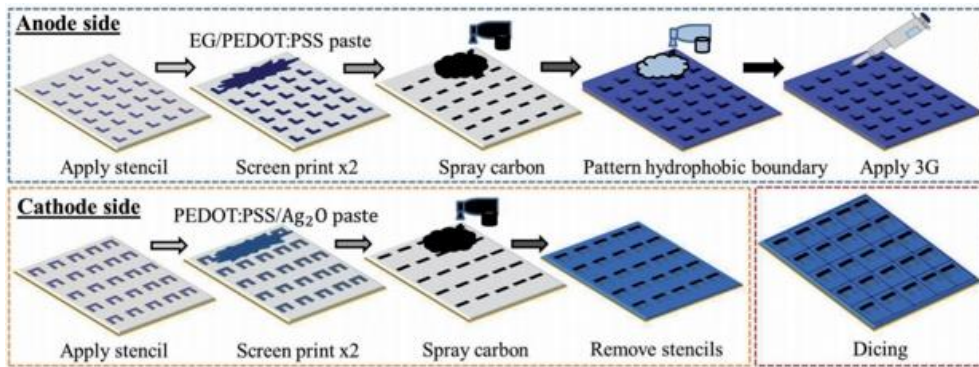 Anode side
EG/PEDOT:PSS paste
Apply stencil
Screen print x2
Spray carbon
Pattern hydrophobic boundary
Apply 3G
Cathode side
PEDOT:PSS/Ag₂O paste
Apply stencil
Screen print x2
Spray carbon
Remove stencils
Dicing